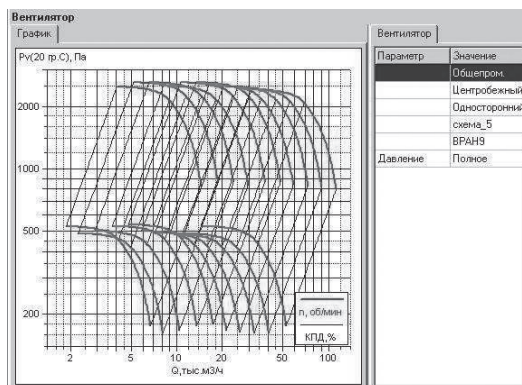 Вентилятор
График
Pv(20 гр.С), Па
2000
1000
500
200
2 5 10 20 50 100
Q,тыс.м3/ч
n, об/мин
КПД,%
Вентилятор
Параметр Значение
Общепром.
Центробежный
Односторонний
схема_5
ВРАН9
Давление Полное